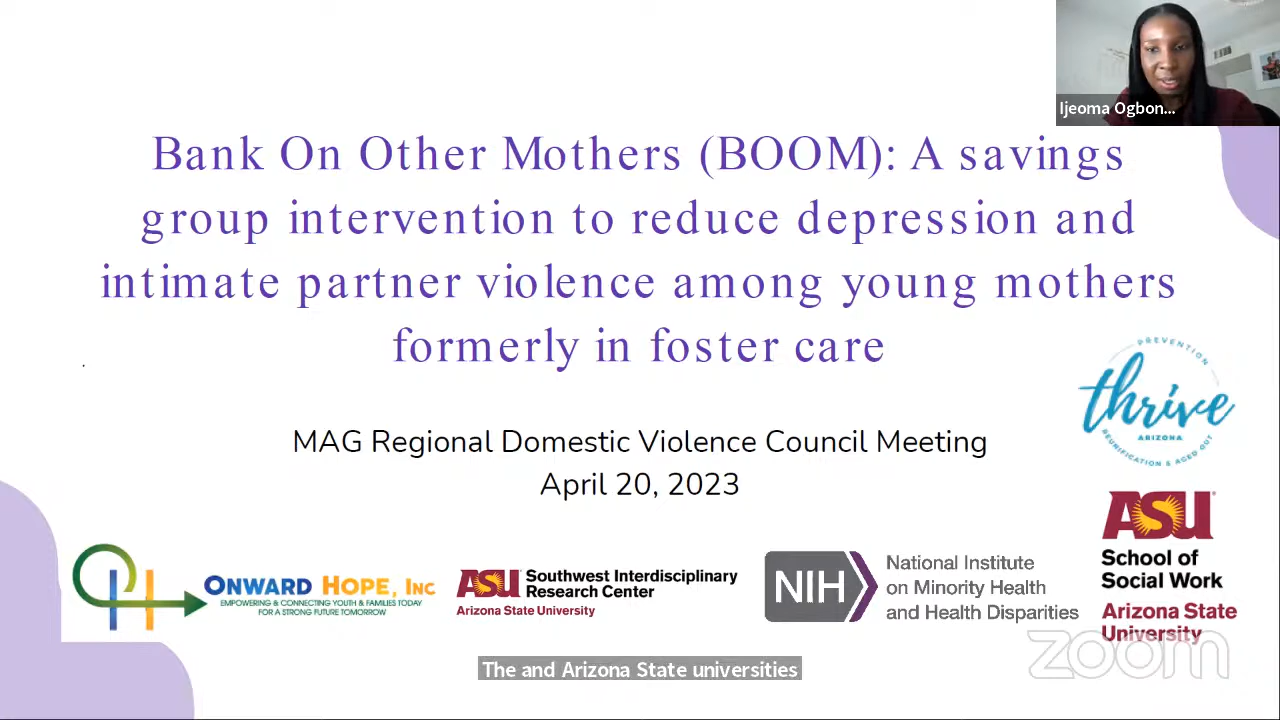 Ijeoma Ogbon...
Bank On Other Mothers (BOOM): A savings
group intervention to reduce depression and
intimate partner violence among young mothers
formerly in foster care
MAG Regional Domestic Violence Council Meeting
April 20, 2023
PREVENTION
thrive
ARIZONA
REUNIFICATION & AGED OUT
OH
ONWARD HOPE, INC
EMPOWERING & CONNECTING YOUTH & FAMILIES TODAY
FOR A STRONG FUTURE TOMORROW
ASU Southwest Interdisciplinary
Research Center
Arizona State University
NIH
National Institute
on Minority Health
and Health Disparities
ASU
School of
Social Work
Arizona State
University
zoom
The and Arizona State universities